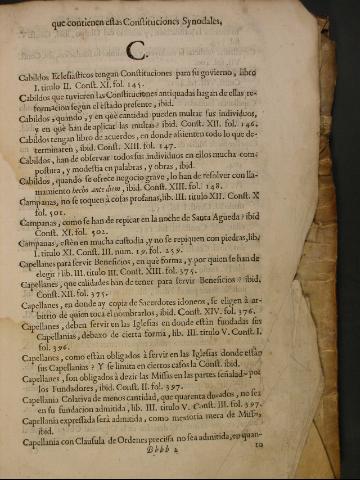 que contienen estas Constituciones Synodales,
C.
Cabildos Eclesiasticos tengan Constituciones para su govierno, libro
I. titulo II. Const. XI. fol. 145.
Cabildos que tuvieren las Constituciones antiquadas hagan de ellas re-
formacion segun el estado presente, ibid.
Cabildos, quando, y en què cantidad pueden multar sus individuos,
y en què han de aplicar las multas? ibid. Const. XII. fol. 146.
Cabildos tengan libro de acuerdos, en donde assienten todo lo que de-
terminaren, ibid. Const. XIII. fol. 147.
Cabildos, han de observar todos sus individuos en ellos mucha com-
postura, y modestia en palabras, y obras, ibid.
Cabildos, quando se ofrece negocio grave, lo han de resolver con lla-
mamiento hecho ante diem, ibid. Const. XIII. fol. 148.
Campanas, no se toquen à cosas profanas, lib. III. titulo XII. Const. X
fol. 501.
Campanas, como se han de repicar en la noche de Santa Agueda? ibid
Const. XI. fol. 502.
Campanas, estèn en mucha custodia, y no se repiquen con piedras, lib.
I. titulo XI. Const. III. num. 19. fol. 259.
Capellanes para servir Beneficios, en què forma, y por quien se han de
elegir? lib. III. titulo III. Const. XIII. fol. 375.
Capellanes, que calidades han de tener para servir Beneficios? ibid.
Const. XII. fol. 375.
Capellanes, en donde ay copia de Sacerdotes idoneos, se eligen à ar-
bitrio de quien toca el nombrarlos, ibid. Const. XIV. fol. 376.
Capellanes, deben servir en las Iglesias en donde estàn fundadas sus
Capellanias, debaxo de cierta forma, lib. III. titulo V. Const. I.
fol. 396.
Capellanes, como estàn obligados à servir en las Iglesias donde estàn
sus Capellanias? Y se limita en ciertos casos la Const. ibid.
Capellanes, son obligados à dezir las Missas en las partes señaladas por
los Fundadores, ibid. Const. II. fol. 397.
Capellania Colativa de menos cantidad, que quarenta ducados, no sea
en su fundacion admitida, lib. III. titulo V. Const. III. fol. 397.
Capellania expressada serà admitida, como memoria meca de Missas,
ibid.
Capellania con Clausula de Ordenes precisa no sea admitida, en quan-
Dddd 2
to